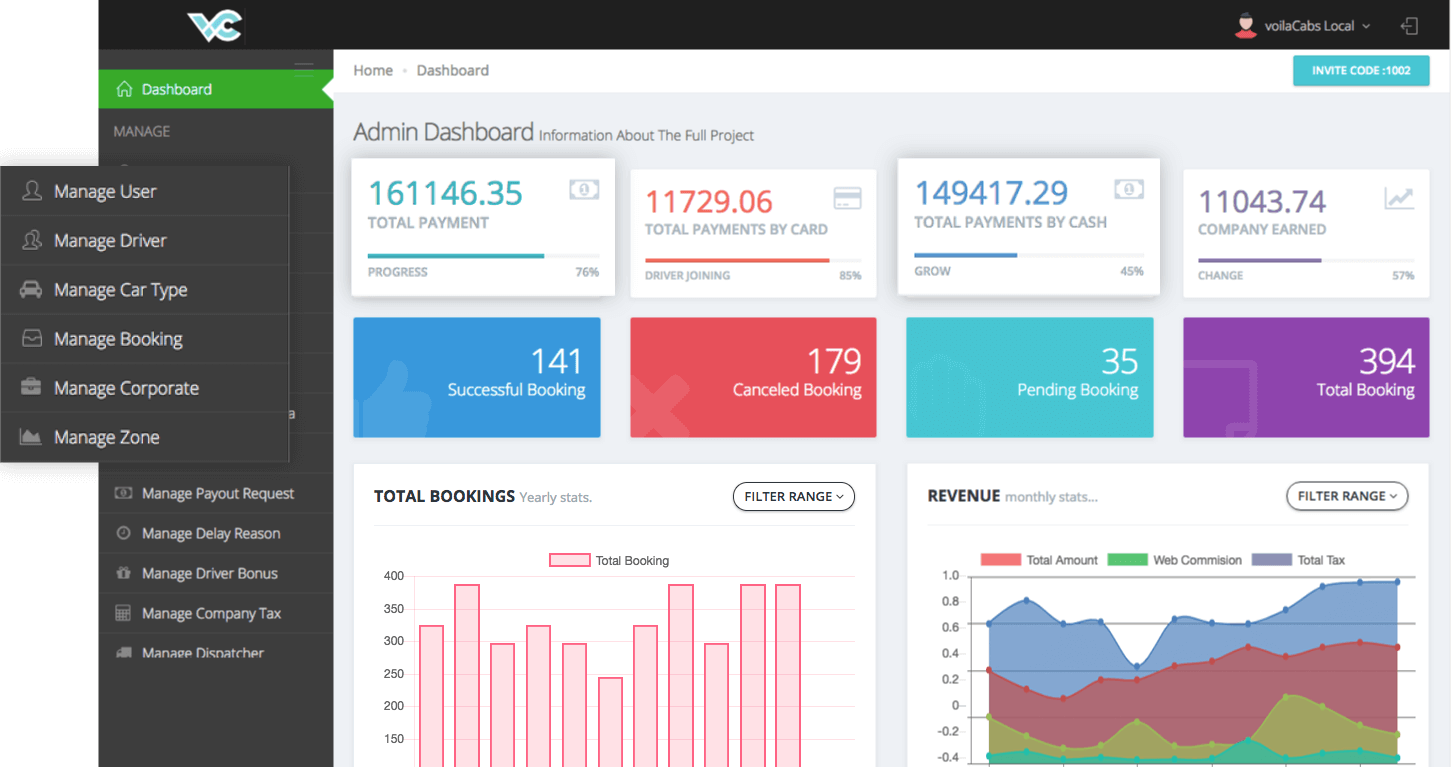 VC
voilaCabs Local
Dashboard
Home • Dashboard
INVITE CODE :1002
MANAGE
Admin Dashboard Information About The Full Project
Manage User
Manage Driver
Manage Car Type
Manage Booking
Manage Corporate
a
Manage Zone
Manage Payout Request
Manage Delay Reason
Manage Driver Bonus
Manage Company Tax
Manage Dispatcher
161146.35
TOTAL PAYMENT
PROGRESS 76%
11729.06
TOTAL PAYMENTS BY CARD
DRIVER JOINING 85%
149417.29
TOTAL PAYMENTS BY CASH
GROW 45%
11043.74
COMPANY EARNED
CHANGE 57%
141
Successful Booking
179
Canceled Booking
35
Pending Booking
394
Total Booking
TOTAL BOOKINGS Yearly stats.
FILTER RANGE
Total Booking
400
350
300
250
200
150
REVENUE monthly stats...
FILTER RANGE
Total Amount Web Commision Total Tax
1.0
0.8
0.6
0.4
0.2
0
-0.2
-0.4